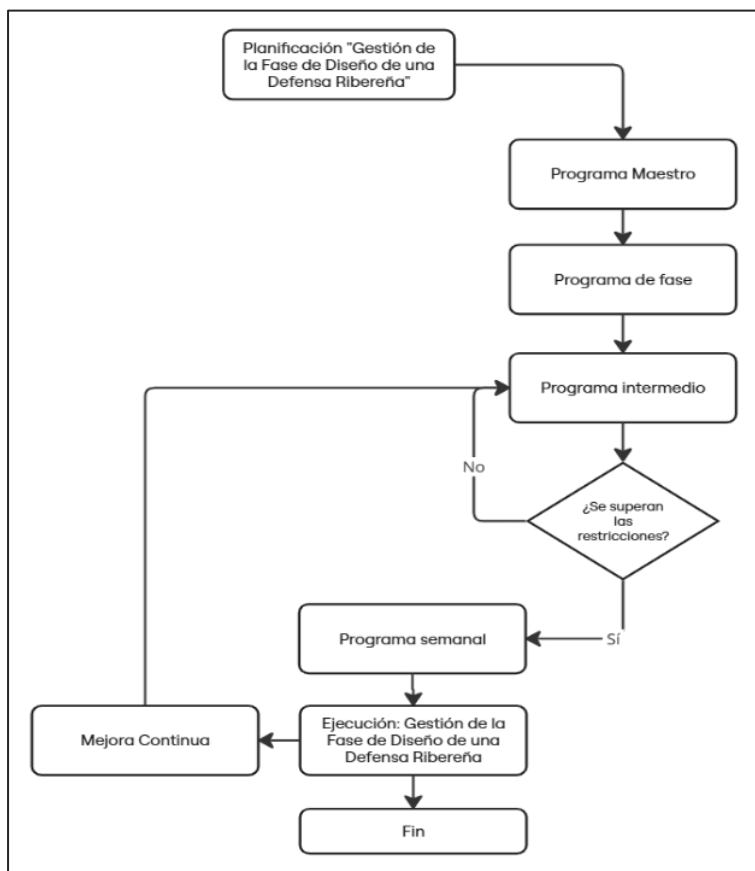 Planificación "Gestión de
la Fase de Diseño de una
Defensa Ribereña"
Programa Maestro
Programa de fase
Programa intermedio
No
¿Se superan
las
restricciones?
Sí
Programa semanal
Ejecución: Gestión de la
Fase de Diseño de una
Defensa Ribereña
Mejora Continua
Fin